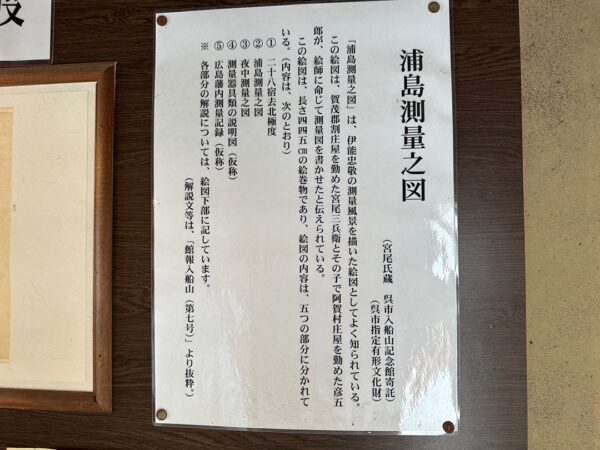 浦島測量之図
(宮尾氏蔵　呉市入船山記念館寄託)
(呉市指定有形文化財)
「浦島測量之図」は、伊能忠敬の測量風景を描いた絵図としてよく知られている。
この絵図は、賀茂郡割庄屋を勤めた宮尾三兵衛とその子で阿賀村庄屋を勤めた彦五
郎が、絵師に命じて測量図を書かせたと伝えられている。
この絵図は、長さ四四五㎝の絵巻物であり、絵図の内容は、五つの部分に分かれて
いる。(内容は、次のとおり)
① 二十八宿去北極度
② 浦島測量之図
③ 夜中測量之図
④ 測量器具類の説明図(仮称)
⑤ 広島藩内測量記録(仮称)
※ 各部分の解説については、絵図下部に記しています。
(解説文等は、「館報入船山(第七号)」より抜粋。)